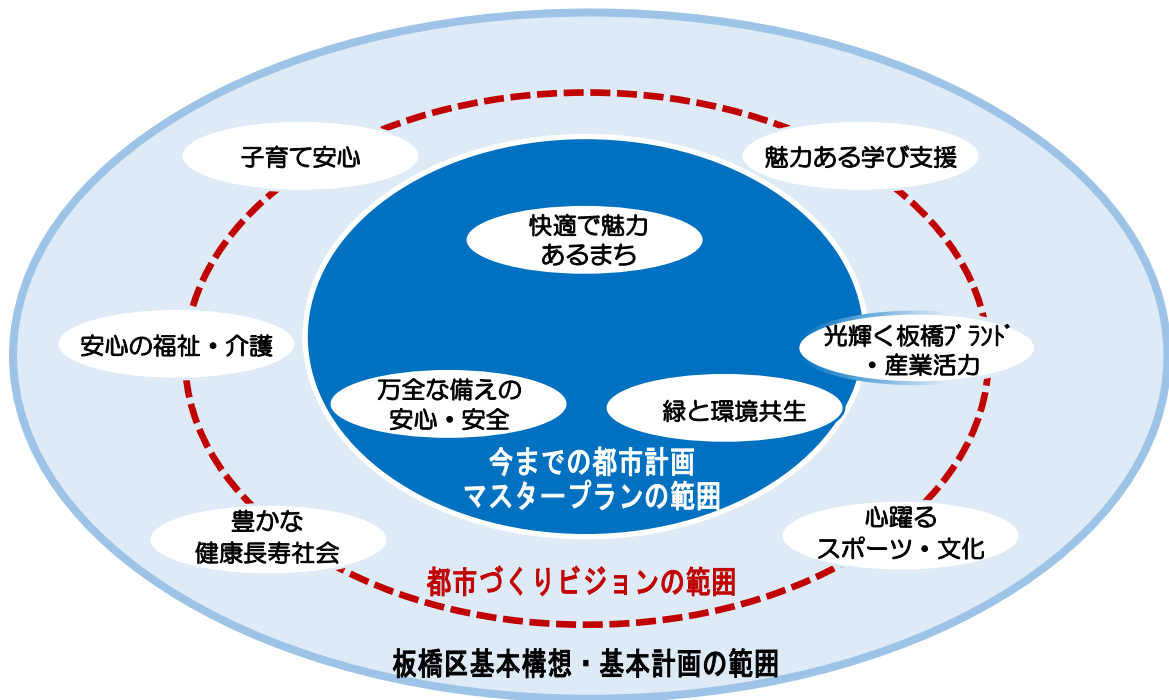 子育て安心
魅力ある学び支援
快適で魅力
あるまち
安心の福祉・介護
光輝く板橋ﾌﾞﾗﾝﾄﾞ
・産業活力
万全な備えの
安心・安全
緑と環境共生
今までの都市計画
マスタープランの範囲
豊かな
健康長寿社会
心躍る
スポーツ・文化
都市づくりビジョンの範囲
板橋区基本構想・基本計画の範囲